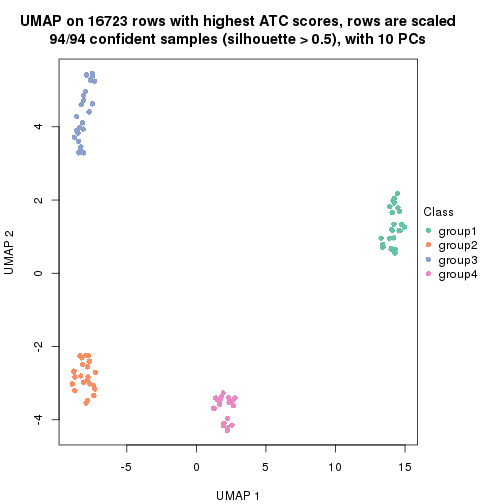 UMAP on 16723 rows with highest ATC scores, rows are scaled
94/94 confident samples (silhouette > 0.5), with 10 PCs
4
2
0
-2
-4
UMAP 2
-5
0
5
10
15
UMAP 1
Class
group1
group2
group3
group4